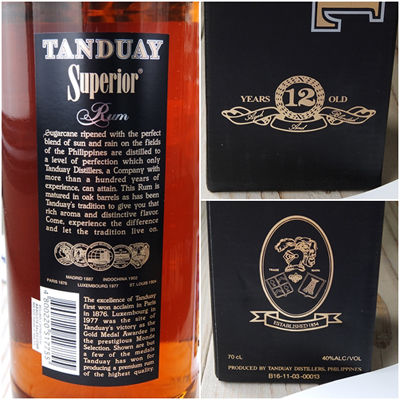 TANDUAY
Superior®
Rum
Sugarcane ripened with the perfect
blend of sun and rain on the fields
of the Philippines are distilled to
a level of perfection which only
Tanduay Distillers, a Company with
more than a hundred years of
experience, can attain. This Rum is
matured in oak barrels as has been
Tanduay's tradition to give you that
rich aroma and distinctive flavor.
Come, experience the difference
and let the tradition live on.
MADRID 1887 INDOCHINA 1902
PARIS 1876 LUXEMBOURG 1977 ST. LOUIS 1904
The excellence of Tanduay
first won acclaim in Paris
in 1876. Luxembourg in
1977 was the site of
Tanduay's victory as the
Gold Medal Awardee in
the prestigious Monde
Selection. Shown are but
a few of the medals
Tanduay has won for
producing a premium rum
of the highest quality.
YEARS 12 OLD
Aged And
TRADE MARK
ESTABLISHED 1854
70 cl. 40%ALC/VOL
PRODUCED BY TANDUAY DISTILLERS, PHILIPPINES
B16-11-03-00013